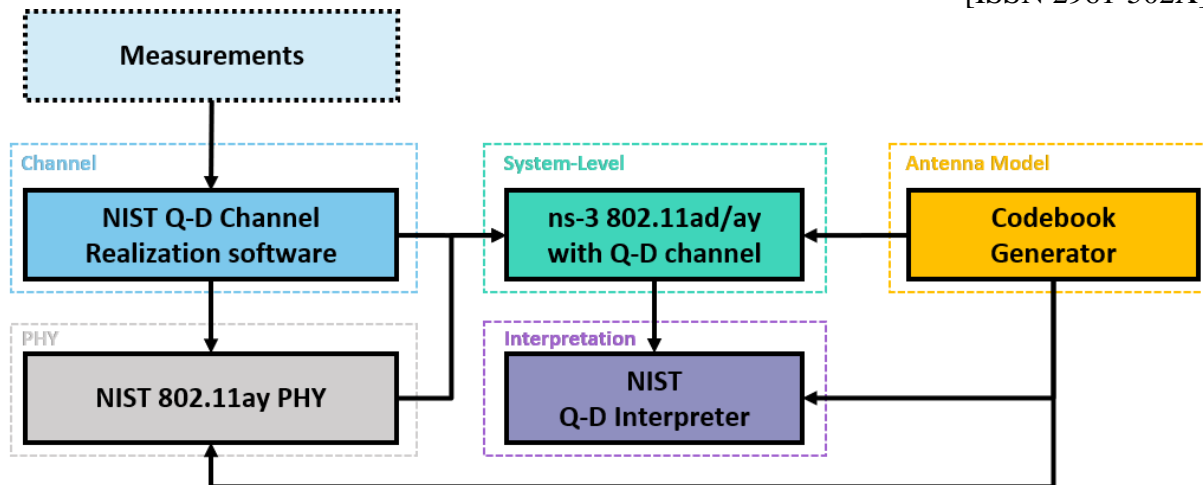 Measurements
Channel
NIST Q-D Channel
Realization software
System-Level
ns-3 802.11ad/ay
with Q-D channel
Antenna Model
Codebook
Generator
PHY
NIST 802.11ay PHY
Interpretation
NIST
Q-D Interpreter